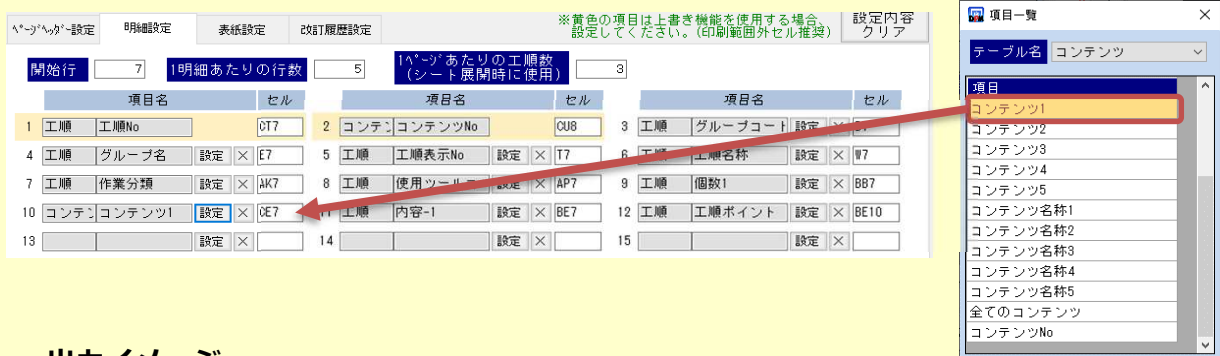 ページヘッダー設定 明細設定 表紙設定 改訂履歴設定
※黄色の項目は上書き機能を使用する場合、
設定してください。(印刷範囲外セル推奨)
設定内容
クリア
開始行 7 1明細あたりの行数 5 1ページあたりの工順数
(シート展開時に使用) 3
項目名 セル 項目名 セル 項目名 セル
1 工順 工順No CT7 2 コンテン コンテンツNo CU8 3 工順 グループコート 設定 ×
4 工順 グループ名 設定 × E7 5 工順 工順表示No 設定 × T7 6 工順 工順名称 設定 × W7
7 工順 作業分類 設定 × AK7 8 工順 使用ツール 設定 × AP7 9 工順 個数1 設定 × BB7
10 コンテン コンテンツ1 設定 × CE7 11 工順 内容-1 設定 × BE7 12 工順 工順ポイント 設定 × BE10
13 設定 × 14 設定 × 15 設定 ×
項目一覧 ×
テーブル名 コンテンツ
項目
コンテンツ1
コンテンツ2
コンテンツ3
コンテンツ4
コンテンツ5
コンテンツ名称1
コンテンツ名称2
コンテンツ名称3
コンテンツ名称4
コンテンツ名称5
全てのコンテンツ
コンテンツNo